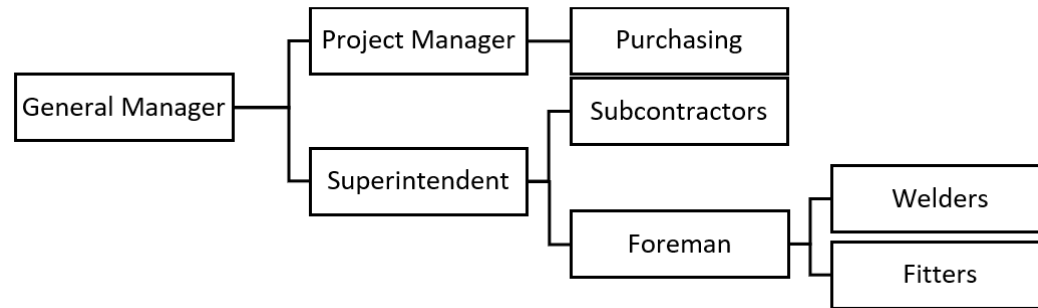 Project Manager
Purchasing
General Manager
Subcontractors
Superintendent
Welders
Foreman
Fitters